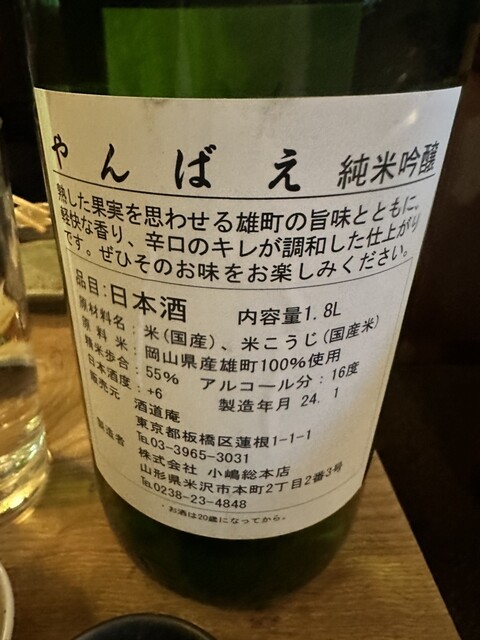 やんばえ 純米吟醸
熟した果実を思わせる雄町の旨味とともに、
軽快な香り、辛口のキレが調和した仕上がり
です。ぜひそのお味をお楽しみください。
品目:日本酒 内容量1.8L
原材料名:米(国産)、米こうじ(国産米)
原料米:岡山県産雄町100%使用
精米歩合:55% アルコール分:16度
日本酒度:+6 製造年月 24. 1
販売元 酒道庵
東京都板橋区蓮根1-1-1
℡03-3965-3031
製造者 株式会社 小嶋総本店
山形県米沢市本町2丁目2番3号
℡0238-23-4848
お酒は20歳になってから。